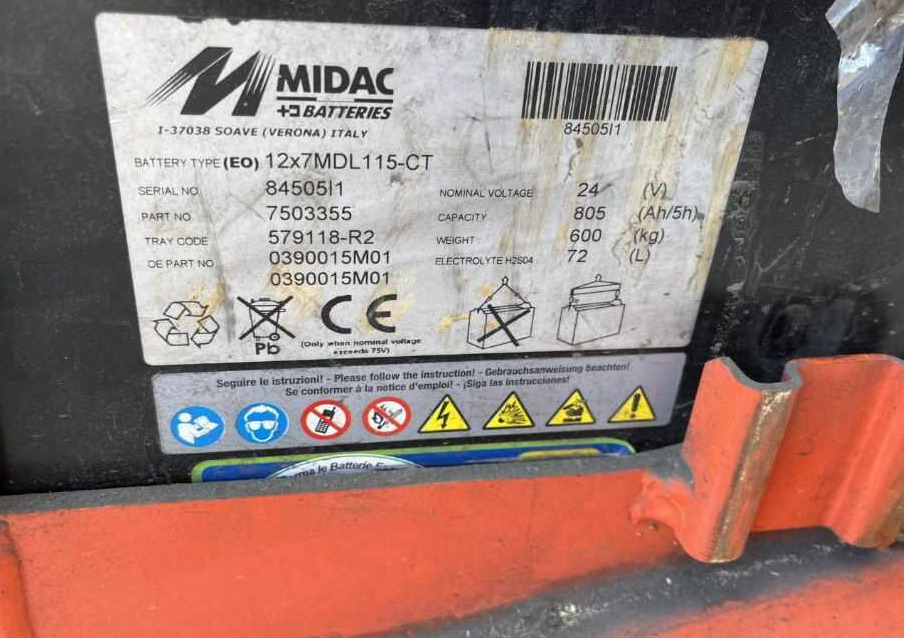 MIDAC
BATTERIES
I-37038 SOAVE (VERONA) ITALY
84505I1
BATTERY TYPE (EO) 12x7MDL115-CT
SERIAL NO. 84505I1
NOMINAL VOLTAGE 24 (V)
PART NO 7503355
CAPACITY 805 (Ah/5h)
TRAY CODE 579118-R2
WEIGHT 600 (kg)
OE PART NO. 0390015M01
ELECTROLYTE H2S04 72 (L)
0390015M01
Pb
CE
(Only when nominal voltage
exceeds 75V)
Seguire le istruzioni! - Please follow the instruction! - Gebrauchsanweisung beachten!
Se conformer à la notice d'emploi! - ¡Siga las instrucciones!
le Batterie